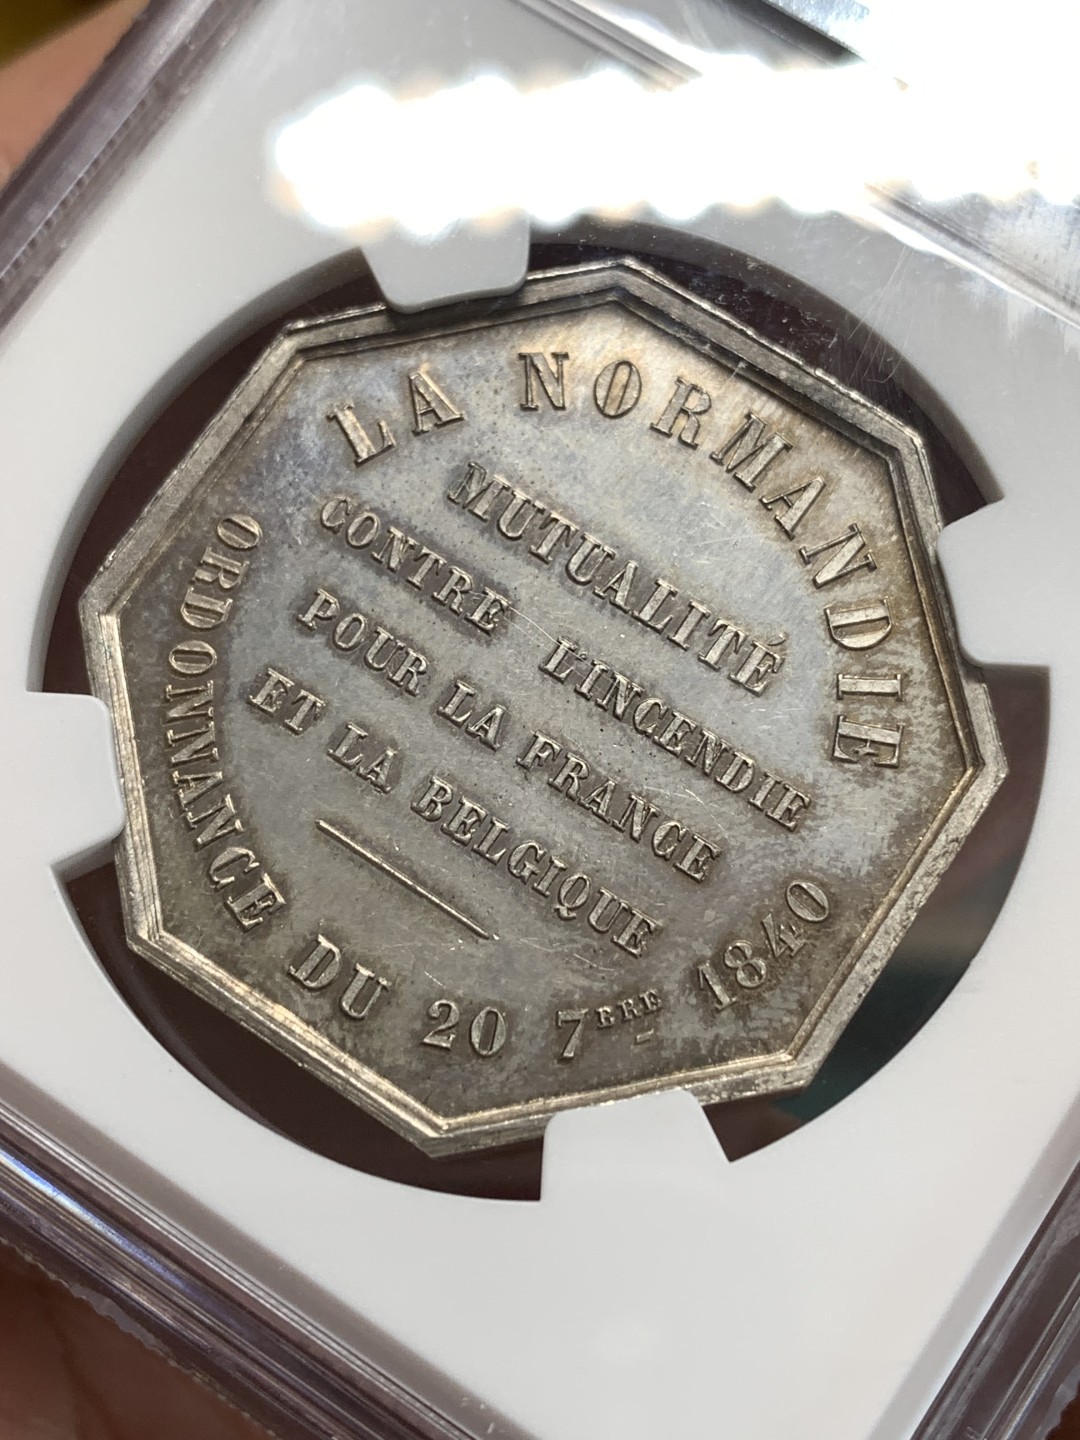 LA NORMANDIE
MUTUALITÉ
CONTRE L'INCENDIE
POUR LA FRANCE
ET LA BELGIQUE
ORDONNANCE DU 20 7BRE 1840